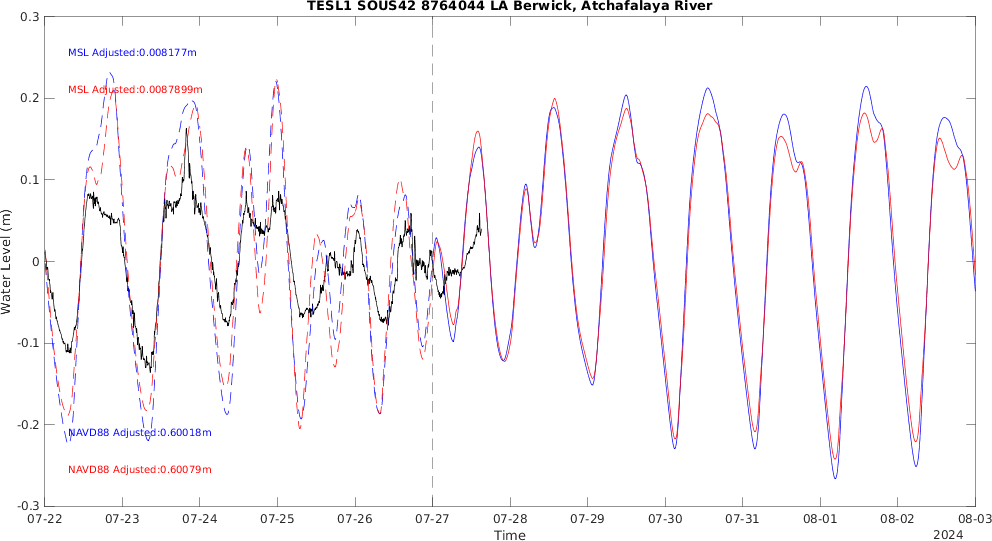 TESL1 SOUS42 8764044 LA Berwick, Atchafalaya River
MSL Adjusted:0.008177m
MSL Adjusted:0.0087899m
NAVD88 Adjusted:0.60018m
NAVD88 Adjusted:0.60079m
Water Level (m)
0.3
0.2
0.1
0
-0.1
-0.2
-0.3
07-22 07-23 07-24 07-25 07-26 07-27 07-28 07-29 07-30 07-31 08-01 08-02 08-03
Time
2024